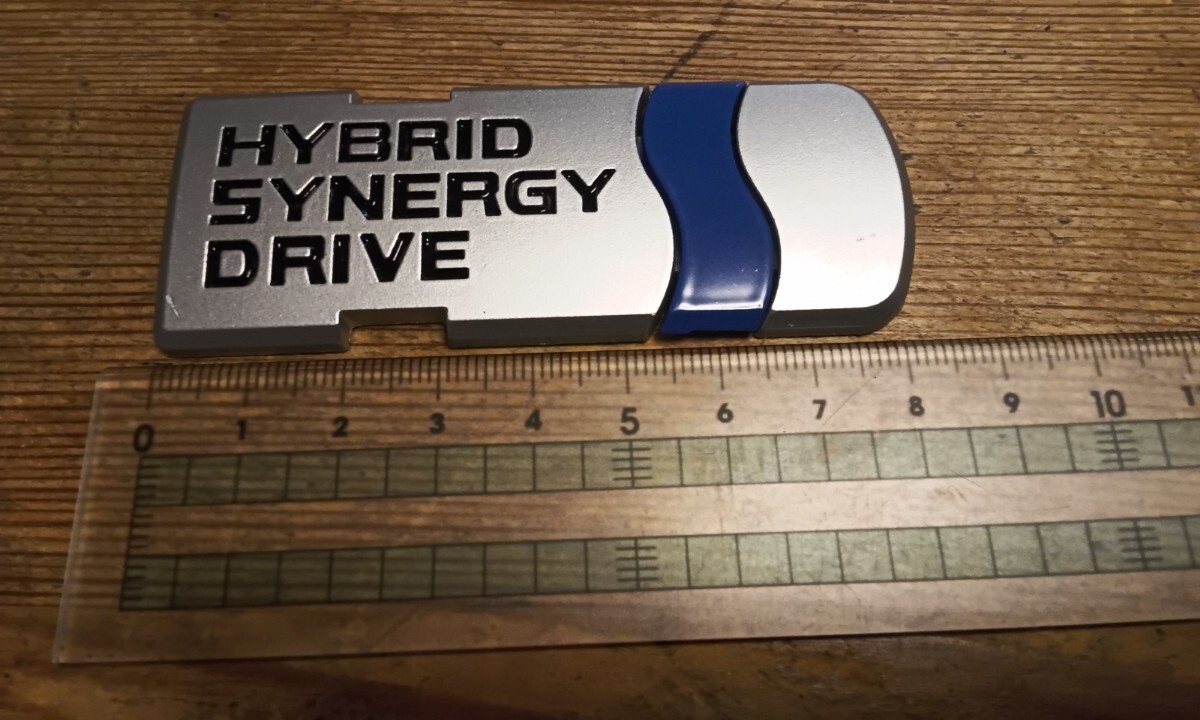 HYBRID
SYNERGY
DRIVE
0 1 2 3 4 5 6 7 8 9 10